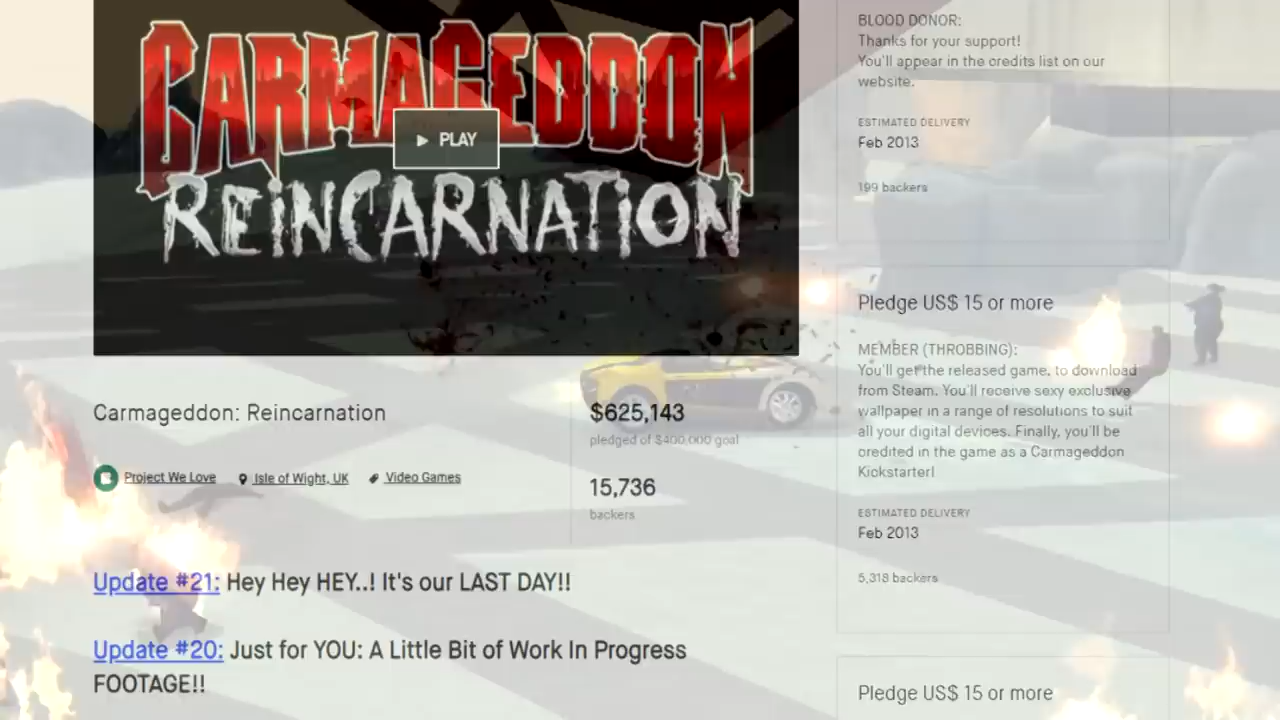 CARMAGEDDON
PLAY
REINCARNATION
Carmageddon: Reincarnation
Project We Love
Isle of Wight, UK
Video Games
$625,143
pledged of $400,000 goal
15,736
backers
Update #21: Hey Hey HEY..! It's our LAST DAY!!
Update #20: Just for YOU: A Little Bit of Work In Progress
FOOTAGE!!
BLOOD DONOR:
Thanks for your support!
You'll appear in the credits list on our
website.
ESTIMATED DELIVERY
Feb 2013
199 backers
Pledge US$ 15 or more
MEMBER (THROBBING):
You'll get the released game, to download
from Steam. You'll receive sexy exclusive
wallpaper in a range of resolutions to suit
all your digital devices. Finally, you'll be
credited in the game as a Carmageddon
Kickstarter!
ESTIMATED DELIVERY
Feb 2013
5,318 backers
Pledge US$ 15 or more